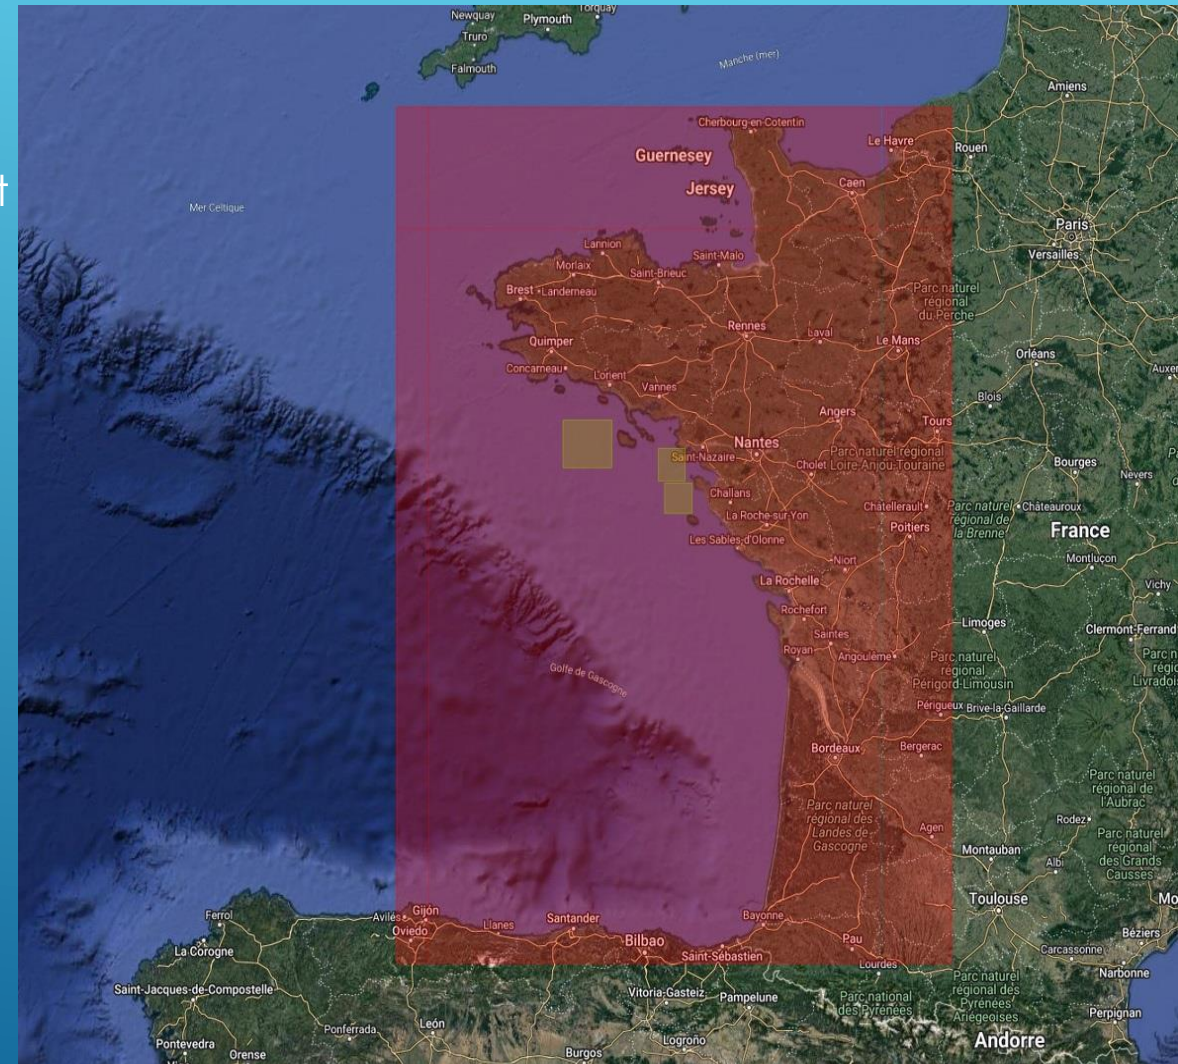 t
Newquay
Plymouth
Torquay
Truro
Falmouth
Manche (mer)
Amiens
Cherbourg-en-Cotentin
Le Havre
Rouen
Guernesey
Jersey
Caen
Mer Celtique
Paris
Versailles
Lannion
Saint-Malo
Morlaix
Saint-Brieuc
Brest
Landerneau
Parc naturel
régional
du Perche
Rennes
Laval
Le Mans
Quimper
Orléans
Concarneau
Lorient
Vannes
Blois
Angers
Tours
Nantes
Saint-Nazaire
Parc naturel régional
Loire-Anjou-Touraine
Cholet
Bourges
Nevers
Challans
Châtellerault
Parc naturel
régional de
la Brenne
Châteauroux
La Roche-sur-Yon
Poitiers
France
Les Sables-d'Olonne
Niort
Montluçon
La Rochelle
Vichy
Rochefort
Limoges
Clermont-Ferrand
Saintes
Royan
Angoulême
Parc naturel
régional
Périgord-Limousin
Golfe de Gascogne
Périgueux
Brive-la-Gaillarde
Bordeaux
Bergerac
Parc naturel
régional de
l'Aubrac
Parc naturel
régional des
Landes de
Gascogne
Rodez
Agen
Montauban
Albi
Parc naturel
régional
des Grands
Causses
Toulouse
Ferrol
Avilés
Gijón
Oviedo
Llanes
Santander
Bayonne
Béziers
La Corogne
Bilbao
Saint-Sébastien
Pau
Lourdes
Carcassonne
Narbonne
Saint-Jacques-de-Compostelle
Vitoria-Gasteiz
Pampelune
Parc national
des Pyrénées
Parc naturel
régional des
Pyrénées
Ariégeoises
Perpignan
Ponferrada
León
Logroño
Andorre
Pontevedra
Orense
Burgos